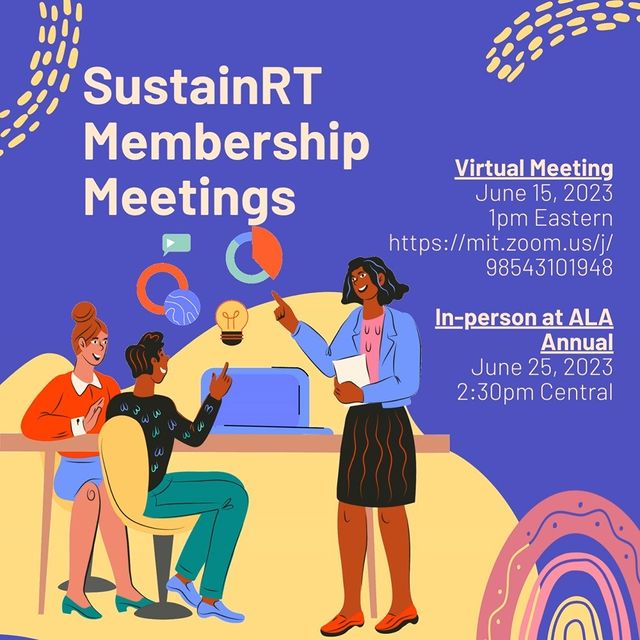 SustainRT
Membership
Meetings
Virtual Meeting
June 15, 2023
1pm Eastern
https://mit.zoom.us/j/
98543101948
In-person at ALA
Annual
June 25, 2023
2:30pm Central